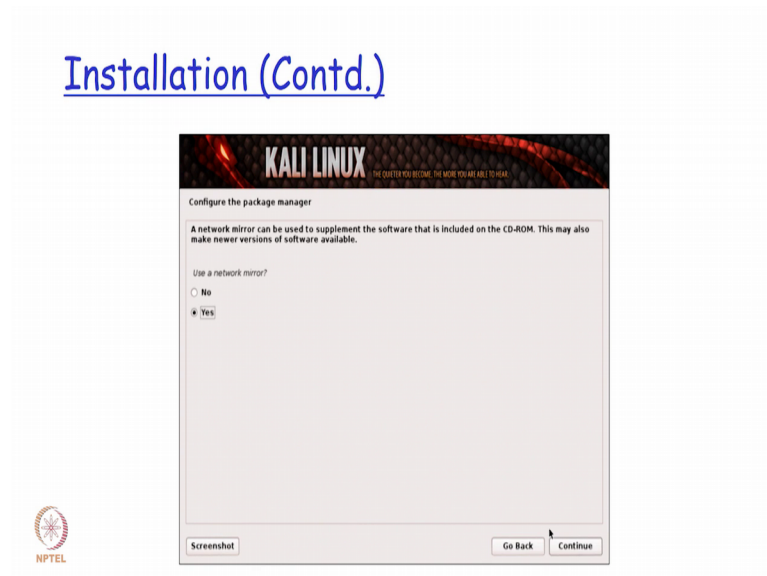 Installation (Contd.)
KALI LINUX THE QUIETER YOU BECOME, THE MORE YOU ARE ABLE TO HEAR.
Configure the package manager
A network mirror can be used to supplement the software that is included on the CD-ROM. This may also
make newer versions of software available.
Use a network mirror?
No
Yes
Screenshot Go Back Continue
NPTEL